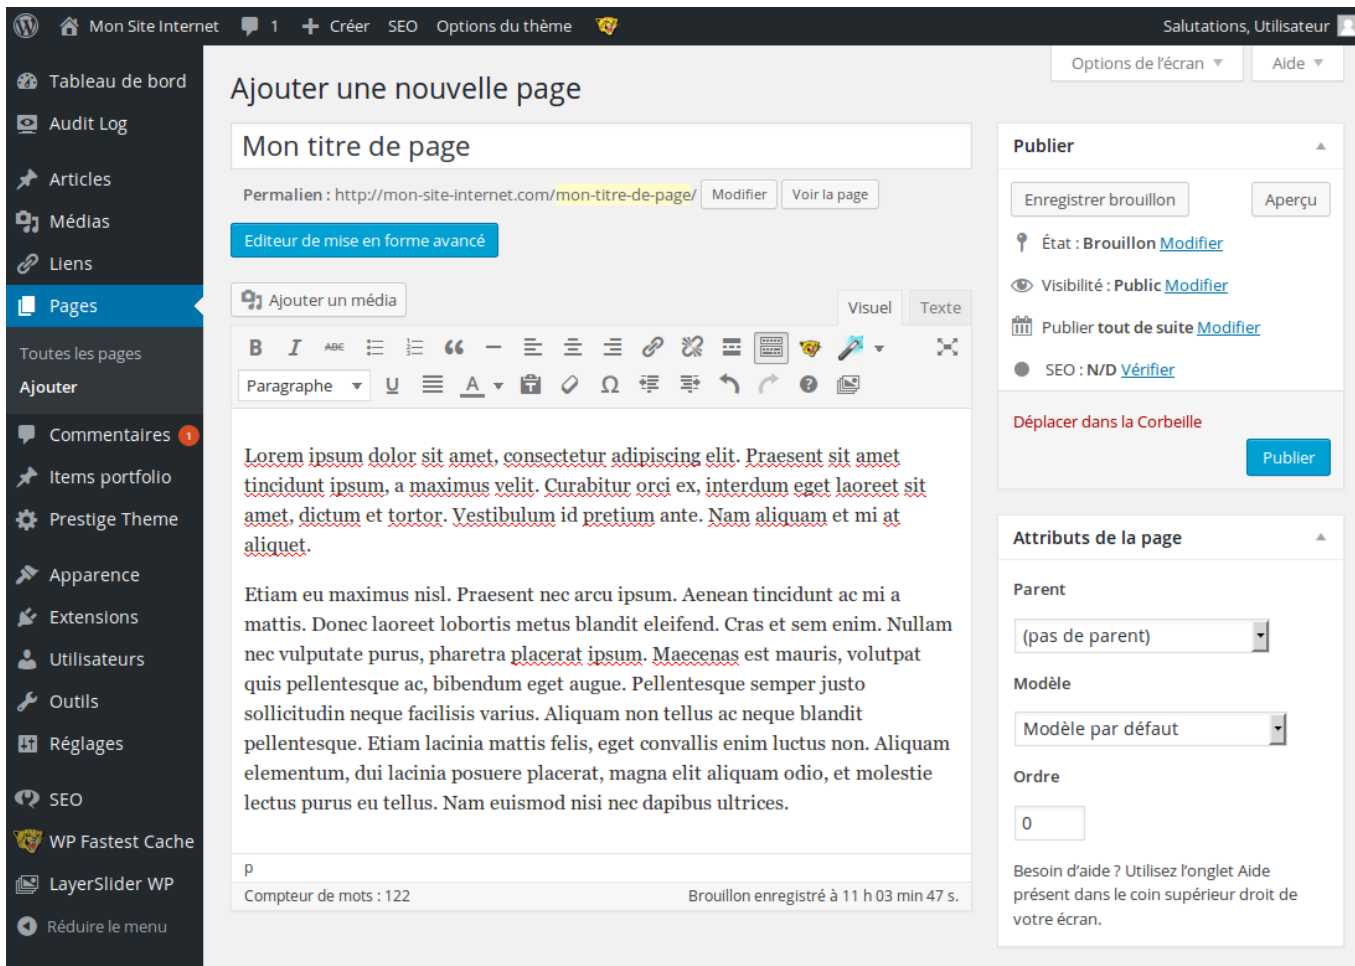 Mon Site Internet 1 Créer SEO Options du thème Salutations, Utilisateur
Options de l'écran Aide
Tableau de bord
Audit Log
Articles
Médias
Liens
Pages
Toutes les pages
Ajouter
Commentaires 1
Items portfolio
Prestige Theme
Apparence
Extensions
Utilisateurs
Outils
Réglages
SEO
WP Fastest Cache
LayerSlider WP
Réduire le menu
Ajouter une nouvelle page
Mon titre de page
Permalien : http://mon-site-internet.com/mon-titre-de-page/ Modifier Voir la page
Editeur de mise en forme avancé
Ajouter un média
Visuel Texte
B I ABE
Paragraphe U A Ω
Lorem ipsum dolor sit amet, consectetur adipiscing elit. Praesent sit amet
tincidunt ipsum, a maximus velit. Curabitur orci ex, interdum eget laoreet sit
amet, dictum et tortor. Vestibulum id pretium ante. Nam aliquam et mi at
aliquet.
Etiam eu maximus nisl. Praesent nec arcu ipsum. Aenean tincidunt ac mi a
mattis. Donec laoreet lobortis metus blandit eleifend. Cras et sem enim. Nullam
nec vulputate purus, pharetra placerat ipsum. Maecenas est mauris, volutpat
quis pellentesque ac, bibendum eget augue. Pellentesque semper justo
sollicitudin neque facilisis varius. Aliquam non tellus ac neque blandit
pellentesque. Etiam lacinia mattis felis, eget convallis enim luctus non. Aliquam
elementum, dui lacinia posuere placerat, magna elit aliquam odio, et molestie
lectus purus eu tellus. Nam euismod nisi nec dapibus ultrices.
p
Compteur de mots : 122 Brouillon enregistré à 11 h 03 min 47 s.
Publier
Enregistrer brouillon Aperçu
État : Brouillon Modifier
Visibilité : Public Modifier
Publier tout de suite Modifier
SEO : N/D Vérifier
Déplacer dans la Corbeille
Publier
Attributs de la page
Parent
(pas de parent)
Modèle
Modèle par défaut
Ordre
0
Besoin d'aide ? Utilisez l'onglet Aide
présent dans le coin supérieur droit de
votre écran.